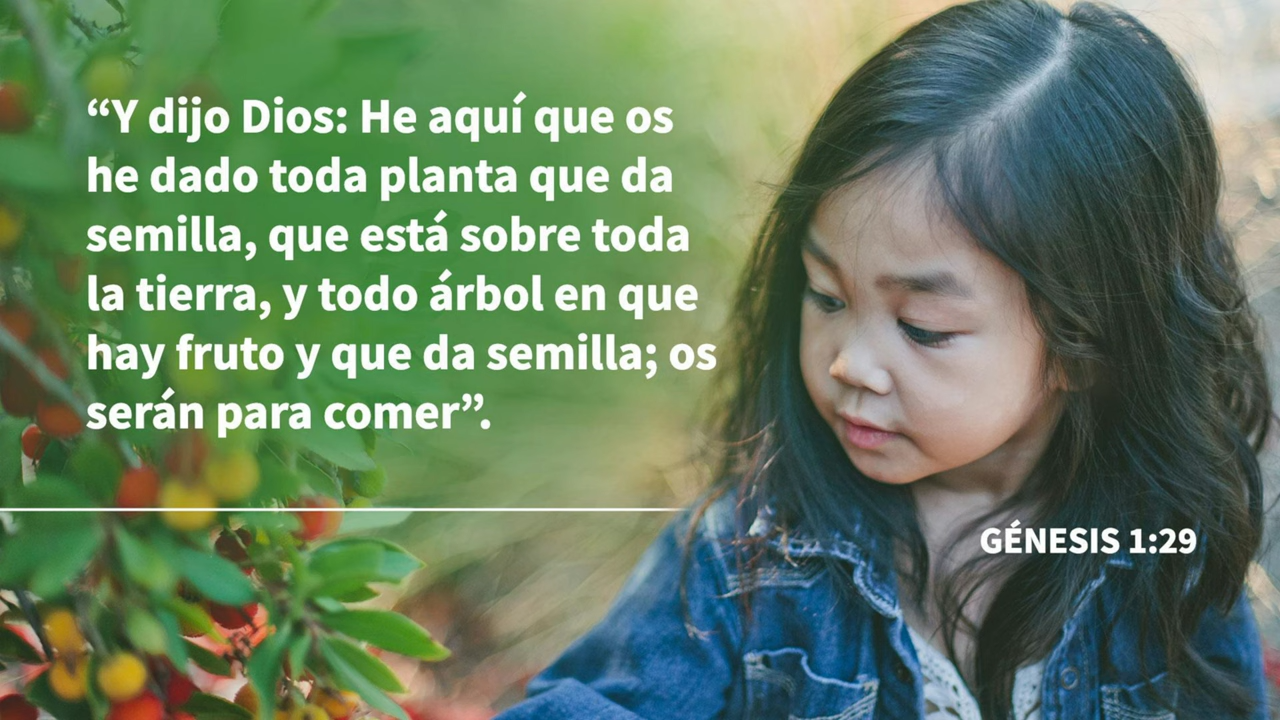 “Y dijo Dios: He aquí que os
he dado toda planta que da
semilla, que está sobre toda
la tierra, y todo árbol en que
hay fruto y que da semilla; os
serán para comer”.
GÉNESIS 1:29